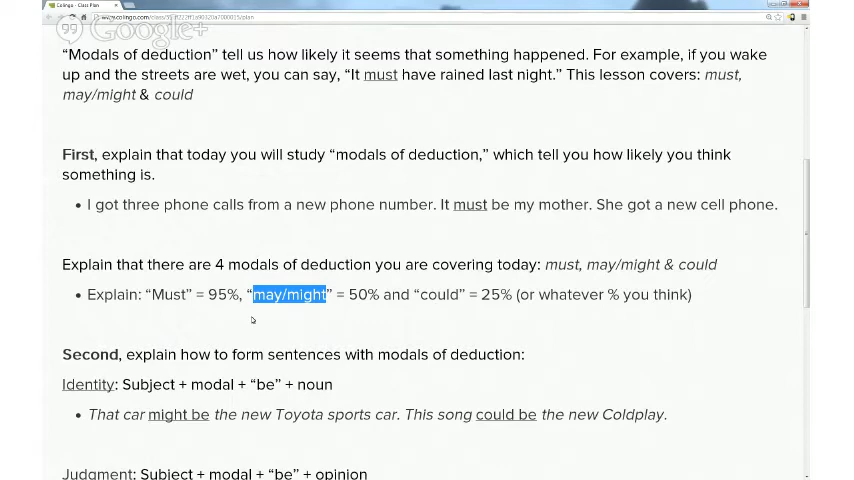 Colingo - Class Plan
Google+
"Modals of deduction" tell us how likely it seems that something happened. For example, if you wake
up and the streets are wet, you can say, "It must have rained last night." This lesson covers: must,
may/might & could
First, explain that today you will study "modals of deduction," which tell you how likely you think
something is.
• I got three phone calls from a new phone number. It must be my mother. She got a new cell phone.
Explain that there are 4 modals of deduction you are covering today: must, may/might & could
• Explain: "Must" = 95%, "may/might" = 50% and "could" = 25% (or whatever % you think)
Second, explain how to form sentences with modals of deduction:
Identity: Subject + modal + "be" + noun
• That car might be the new Toyota sports car. This song could be the new Coldplay.
Judgment: Subject + modal + "be" + opinion